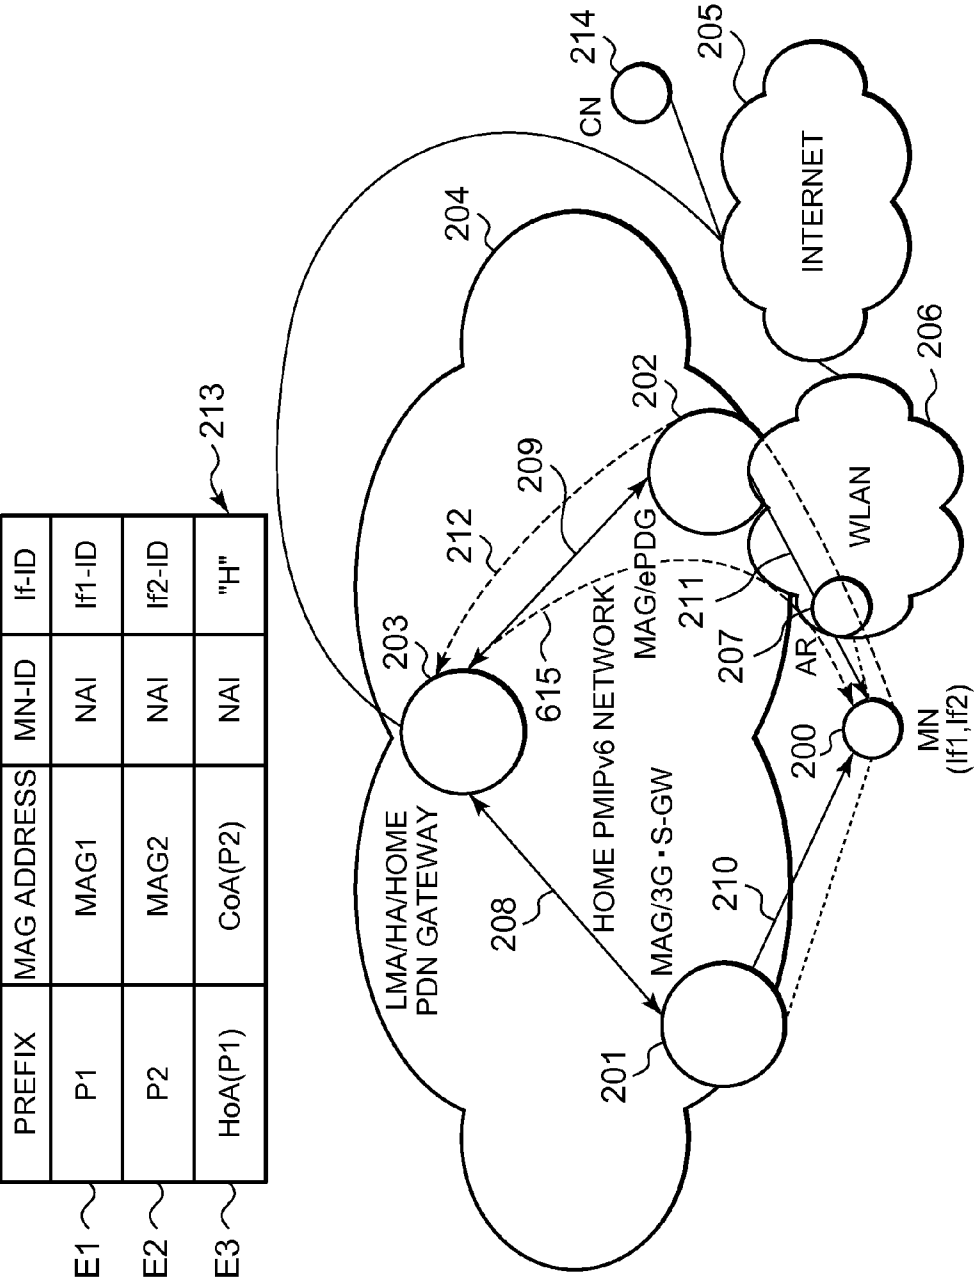 PREFIX MAG ADDRESS MN-ID If-ID
E1 P1 MAG1 NAI If1-ID
E2 P2 MAG2 NAI If2-ID
E3 HoA(P1) CoA(P2) NAI "H"
213
204
214
CN
205
INTERNET
203
LMA/HA/HOME
PDN GATEWAY
212
209
202
208
615
HOME PMIPv6 NETWORK
MAG/ePDG
MAG/3G・S-GW
201
210
211
207
AR
WLAN
206
200
MN
(If1,If2)